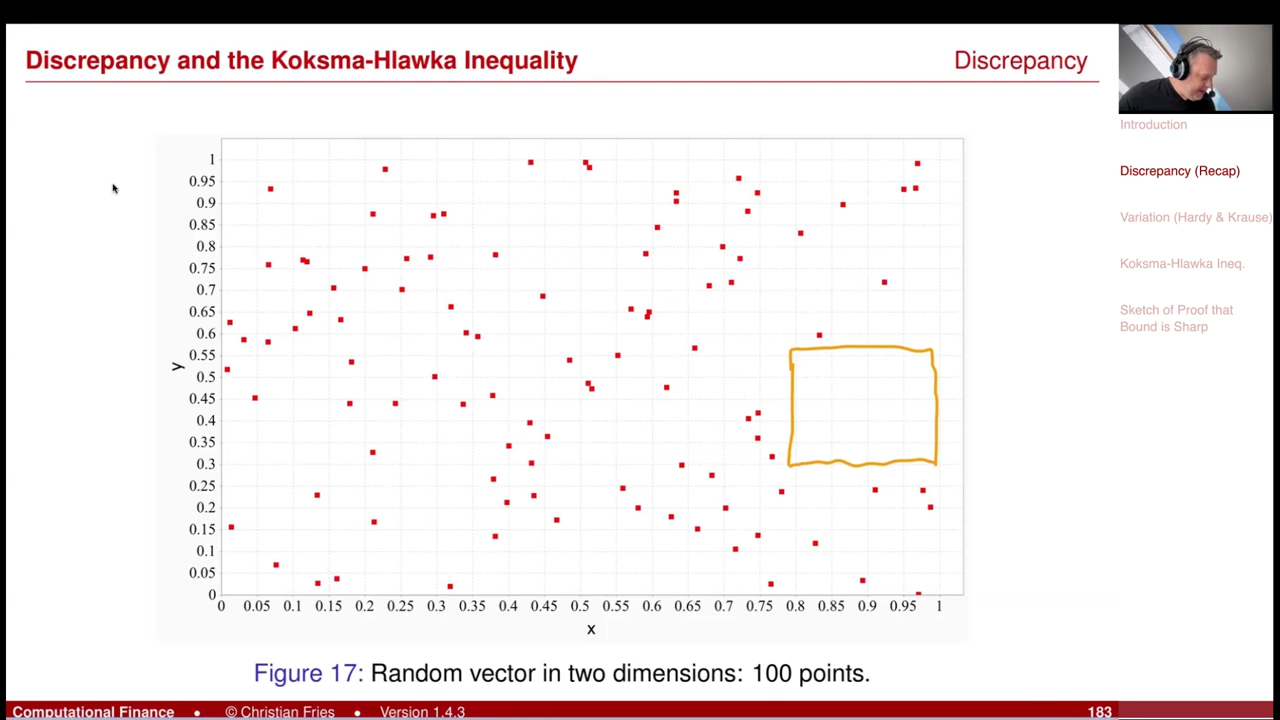 Discrepancy and the Koksma-Hlawka Inequality
Discrepancy
Introduction
Discrepancy (Recap)
Variation (Hardy & Krause)
Koksma-Hlawka Ineq.
Sketch of Proof that
Bound is Sharp
1
0.95
0.9
0.85
0.8
0.75
0.7
0.65
0.6
0.55
0.5
0.45
0.4
0.35
0.3
0.25
0.2
0.15
0.1
0.05
0
y
0 0.05 0.1 0.15 0.2 0.25 0.3 0.35 0.4 0.45 0.5 0.55 0.6 0.65 0.7 0.75 0.8 0.85 0.9 0.95 1
x
Figure 17: Random vector in two dimensions: 100 points.
Computational Finance • © Christian Fries • Version 1.4.3 183